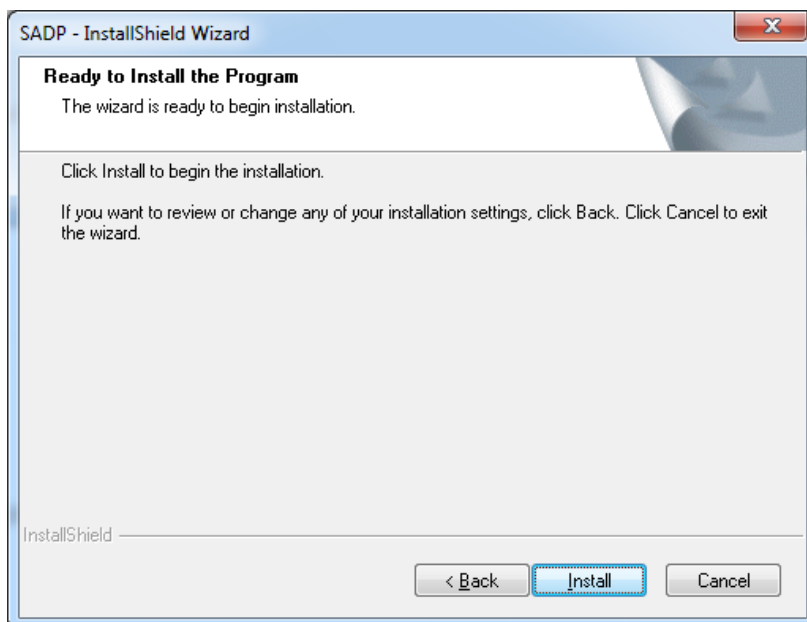 SADP - InstallShield Wizard
Ready to Install the Program
The wizard is ready to begin installation.
Click Install to begin the installation.
If you want to review or change any of your installation settings, click Back. Click Cancel to exit
the wizard.
InstallShield
< Back Install Cancel